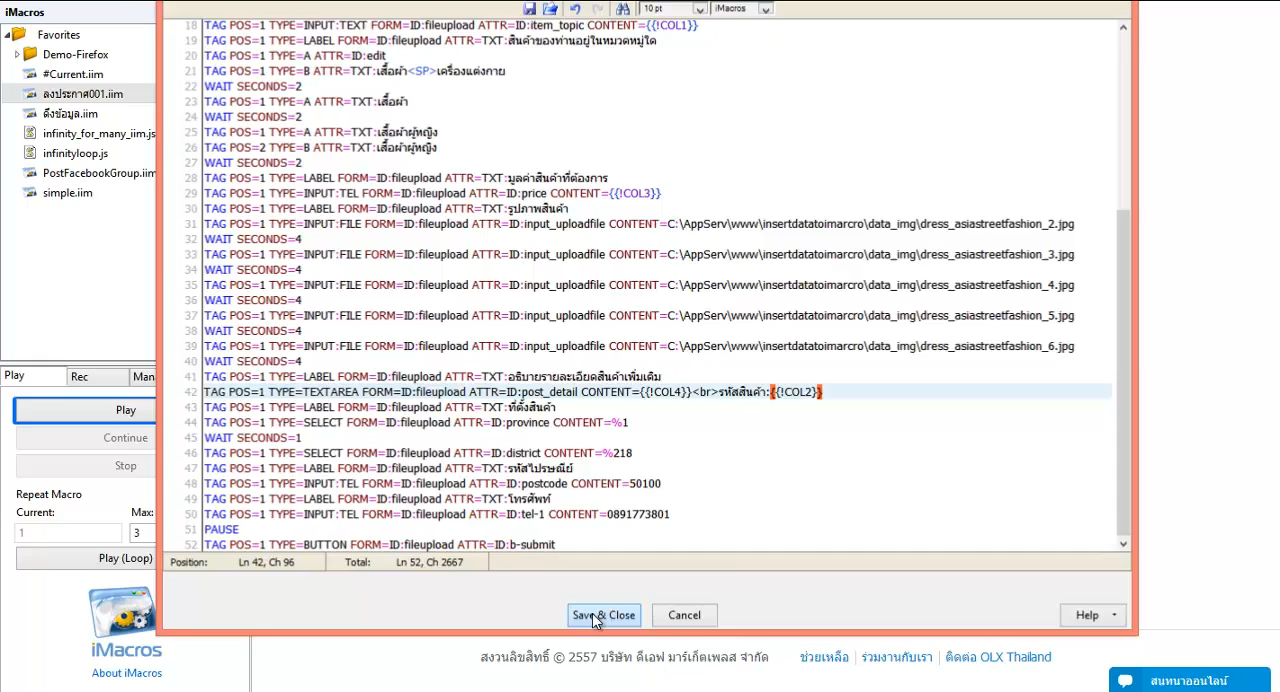 iMacros
Favorites
Demo-Firefox
#Current.iim
ลงประกาศ001.iim
ดึงข้อมูล.iim
infinity_for_many_iim.js
infinityloop.js
PostFacebookGroup.iim
simple.iim
Play
Rec
Man
Play
Continue
Stop
Repeat Macro
Current:
Max:
1
3
Play (Loop)
iMacros
About iMacros
10 pt
iMacros
18 TAG POS=1 TYPE=INPUT:TEXT FORM=ID:fileupload ATTR=ID:item_topic CONTENT={{!COL1}}
19 TAG POS=1 TYPE=LABEL FORM=ID:fileupload ATTR=TXT:สินค้าของท่านอยู่ในหมวดหมู่ใด
20 TAG POS=1 TYPE=A ATTR=ID:edit
21 TAG POS=1 TYPE=B ATTR=TXT:เสื้อผ้า<SP>เครื่องแต่งกาย
22 WAIT SECONDS=2
23 TAG POS=1 TYPE=A ATTR=TXT:เสื้อผ้า
24 WAIT SECONDS=2
25 TAG POS=1 TYPE=A ATTR=TXT:เสื้อผ้าผู้หญิง
26 TAG POS=2 TYPE=B ATTR=TXT:เสื้อผ้าผู้หญิง
27 WAIT SECONDS=2
28 TAG POS=1 TYPE=LABEL FORM=ID:fileupload ATTR=TXT:มูลค่าสินค้าที่ต้องการ
29 TAG POS=1 TYPE=INPUT:TEL FORM=ID:fileupload ATTR=ID:price CONTENT={{!COL3}}
30 TAG POS=1 TYPE=LABEL FORM=ID:fileupload ATTR=TXT:รูปภาพสินค้า
31 TAG POS=1 TYPE=INPUT:FILE FORM=ID:fileupload ATTR=ID:input_uploadfile CONTENT=C:\AppServ\www\insertdatatoimarcro\data_img\dress_asiastreetfashion_2.jpg
32 WAIT SECONDS=4
33 TAG POS=1 TYPE=INPUT:FILE FORM=ID:fileupload ATTR=ID:input_uploadfile CONTENT=C:\AppServ\www\insertdatatoimarcro\data_img\dress_asiastreetfashion_3.jpg
34 WAIT SECONDS=4
35 TAG POS=1 TYPE=INPUT:FILE FORM=ID:fileupload ATTR=ID:input_uploadfile CONTENT=C:\AppServ\www\insertdatatoimarcro\data_img\dress_asiastreetfashion_4.jpg
36 WAIT SECONDS=4
37 TAG POS=1 TYPE=INPUT:FILE FORM=ID:fileupload ATTR=ID:input_uploadfile CONTENT=C:\AppServ\www\insertdatatoimarcro\data_img\dress_asiastreetfashion_5.jpg
38 WAIT SECONDS=4
39 TAG POS=1 TYPE=INPUT:FILE FORM=ID:fileupload ATTR=ID:input_uploadfile CONTENT=C:\AppServ\www\insertdatatoimarcro\data_img\dress_asiastreetfashion_6.jpg
40 WAIT SECONDS=4
41 TAG POS=1 TYPE=LABEL FORM=ID:fileupload ATTR=TXT:อธิบายรายละเอียดสินค้าเพิ่มเติม
42 TAG POS=1 TYPE=TEXTAREA FORM=ID:fileupload ATTR=ID:post_detail CONTENT={{!COL4}}<br>รหัสสินค้า:{{!COL2}}
43 TAG POS=1 TYPE=LABEL FORM=ID:fileupload ATTR=TXT:ที่ตั้งสินค้า
44 TAG POS=1 TYPE=SELECT FORM=ID:fileupload ATTR=ID:province CONTENT=%1
45 WAIT SECONDS=1
46 TAG POS=1 TYPE=SELECT FORM=ID:fileupload ATTR=ID:district CONTENT=%218
47 TAG POS=1 TYPE=LABEL FORM=ID:fileupload ATTR=TXT:รหัสไปรษณีย์
48 TAG POS=1 TYPE=INPUT:TEL FORM=ID:fileupload ATTR=ID:postcode CONTENT=50100
49 TAG POS=1 TYPE=LABEL FORM=ID:fileupload ATTR=TXT:โทรศัพท์
50 TAG POS=1 TYPE=INPUT:TEL FORM=ID:fileupload ATTR=ID:tel-1 CONTENT=0891773801
51 PAUSE
52 TAG POS=1 TYPE=BUTTON FORM=ID:fileupload ATTR=ID:b-submit
Position: Ln 42, Ch 96 Total: Ln 52, Ch 2667
Save & Close
Cancel
Help
สงวนลิขสิทธิ์ © 2557 บริษัท ดีเอฟ มาร์เก็ตเพลส จำกัด
ช่วยเหลือ | ร่วมงานกับเรา | ติดต่อ OLX Thailand
สนทนาออนไลน์